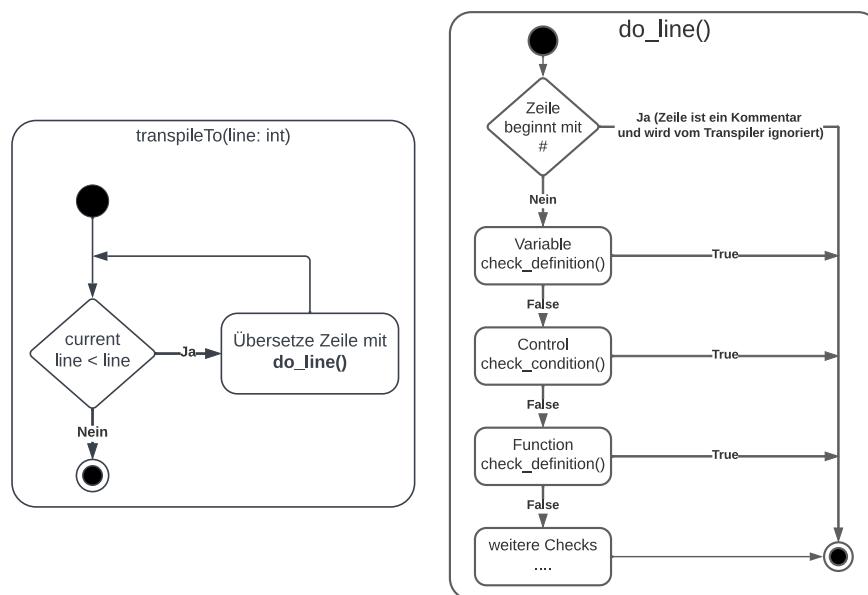 transpileTo(line: int)
current
line < line
Ja
Übersetze Zeile mit
do_line()
Nein
do_line()
Zeile
beginnt mit
#
Ja (Zeile ist ein Kommentar
und wird vom Transpiler ignoriert)
Nein
Variable
check_definition()
True
False
Control
check_condition()
True
False
Function
check_definition()
True
False
weitere Checks
....